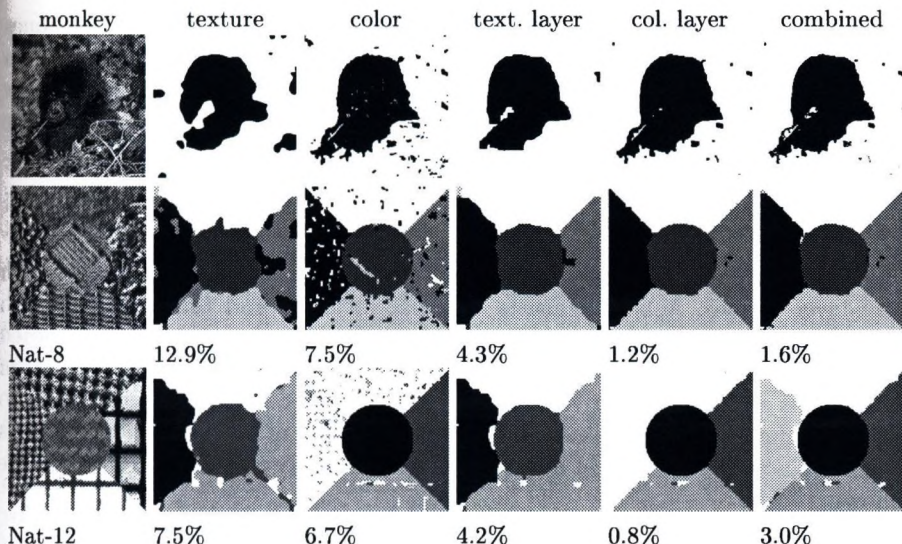 monkey texture color text. layer col. layer combined
Nat-8 12.9% 7.5% 4.3% 1.2% 1.6%
Nat-12 7.5% 6.7% 4.2% 0.8% 3.0%